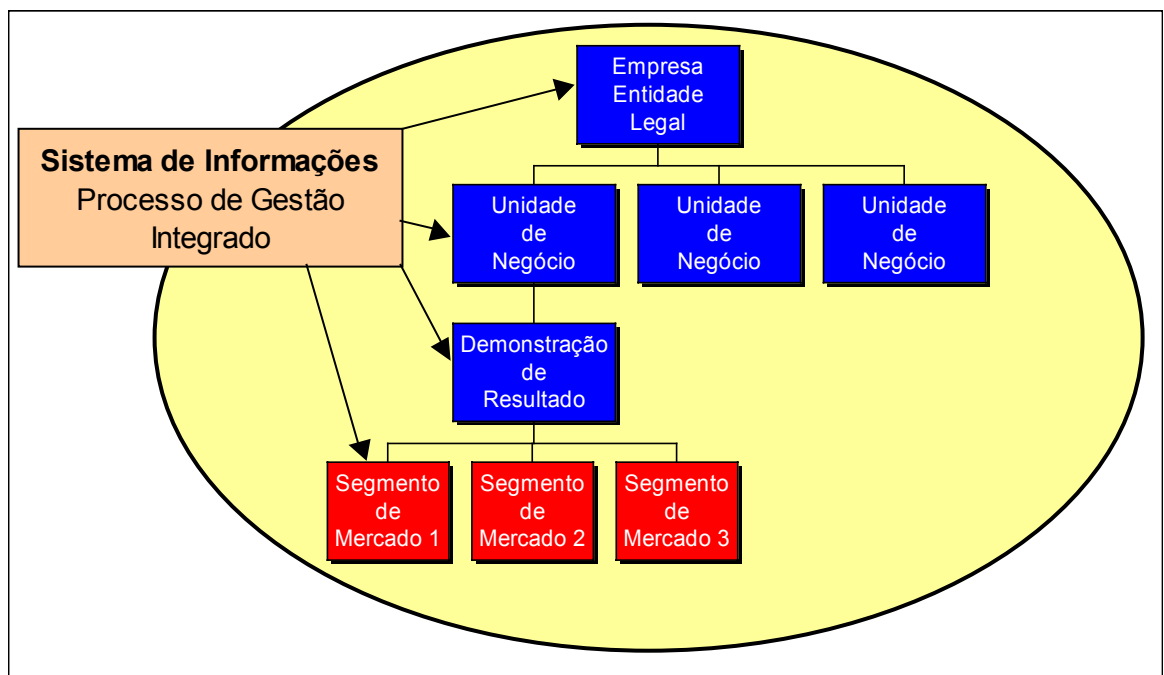 Empresa
Entidade
Legal
Sistema de Informações
Processo de Gestão
Integrado
Unidade
de
Negócio
Unidade
de
Negócio
Unidade
de
Negócio
Demonstração
de
Resultado
Segmento
de
Mercado 1
Segmento
de
Mercado 2
Segmento
de
Mercado 3